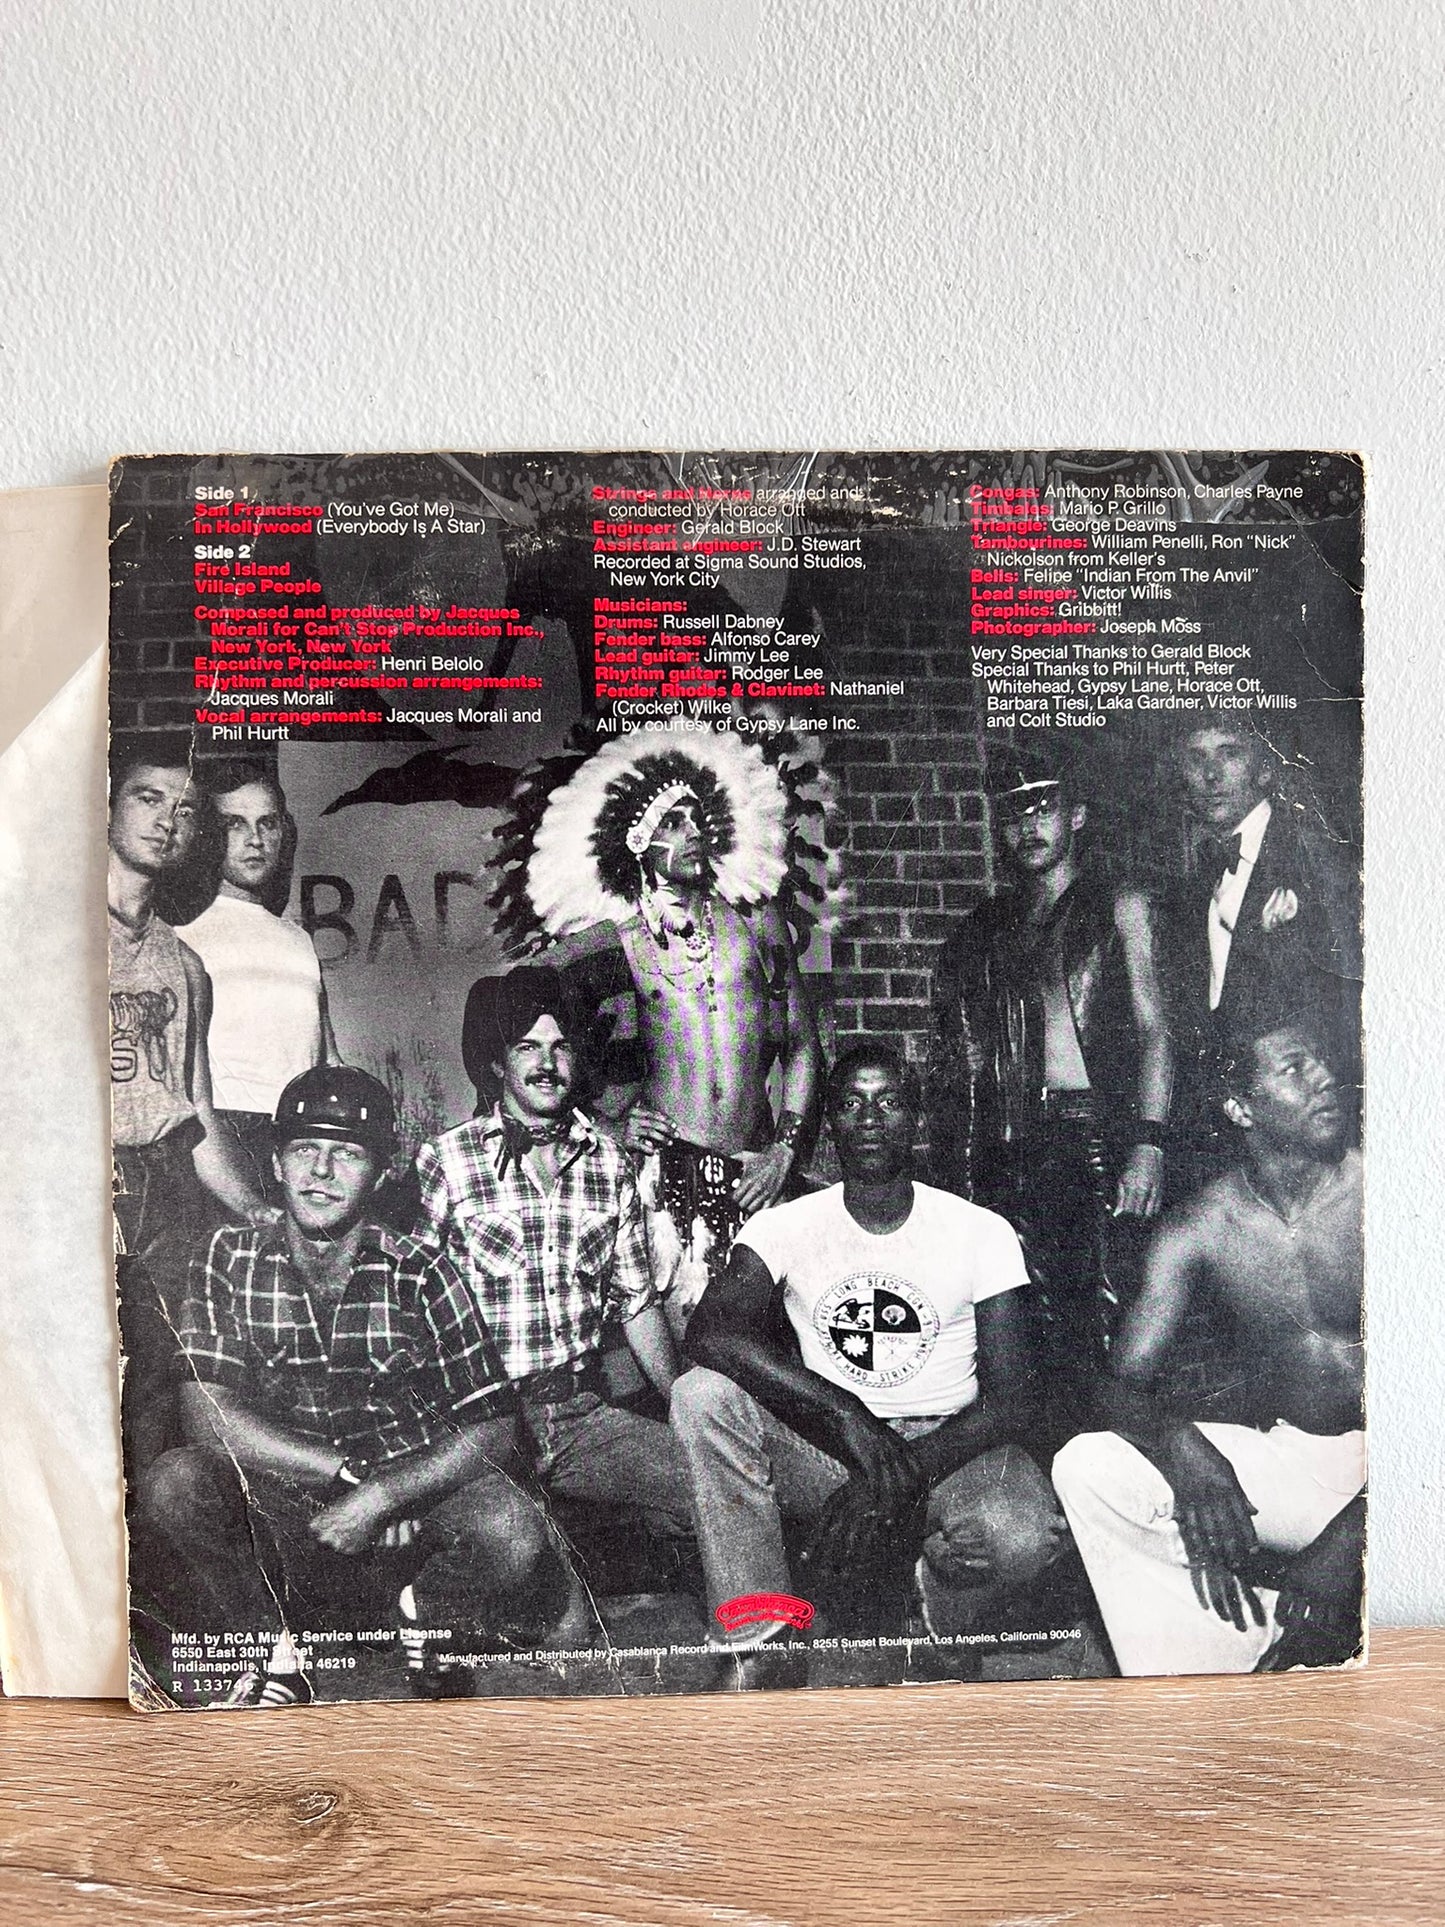 Side 1
San Francisco (You've Got Me)
In Hollywood (Everybody Is A Star)
Side 2
Fire Island
Village People
Composed and produced by Jacques
Morali for Can't Stop Production Inc.,
New York, New York
Executive Producer: Henri Belolo
Rhythm and percussion arrangements:
Jacques Morali
Vocal arrangements: Jacques Morali and
Phil Hurtt
Strings and Horns arranged and
conducted by Horace Ott
Engineer: Gerald Block
Assistant engineer: J.D. Stewart
Recorded at Sigma Sound Studios,
New York City
Musicians:
Drums: Russell Dabney
Fender bass: Alfonso Carey
Lead guitar: Jimmy Lee
Rhythm guitar: Rodger Lee
Fender Rhodes & Clavinet: Nathaniel
(Crocket) Wilke
All by courtesy of Gypsy Lane Inc.
Congas: Anthony Robinson, Charles Payne
Timbales: Mario P. Grillo
Triangle: George Deavins
Tambourines: William Penelli, Ron "Nick"
Nickolson from Keller's
Bells: Felipe "Indian From The Anvil"
Lead singer: Victor Willis
Graphics: Gribbitt!
Photographer: Joseph Moss
Very Special Thanks to Gerald Block
Special Thanks to Phil Hurtt, Peter
Whitehead, Gypsy Lane, Horace Ott,
Barbara Tiesi, Laka Gardner, Victor Willis
and Colt Studio
BAD
LONG BEACH
HARD STRIKE
Casablanca
Mfd. by RCA Music Service under License
6550 East 30th Street
Indianapolis, Indiana 46219
R 133746
Manufactured and Distributed by Casablanca Record and FilmWorks, Inc., 8255 Sunset Boulevard, Los Angeles, California 90046